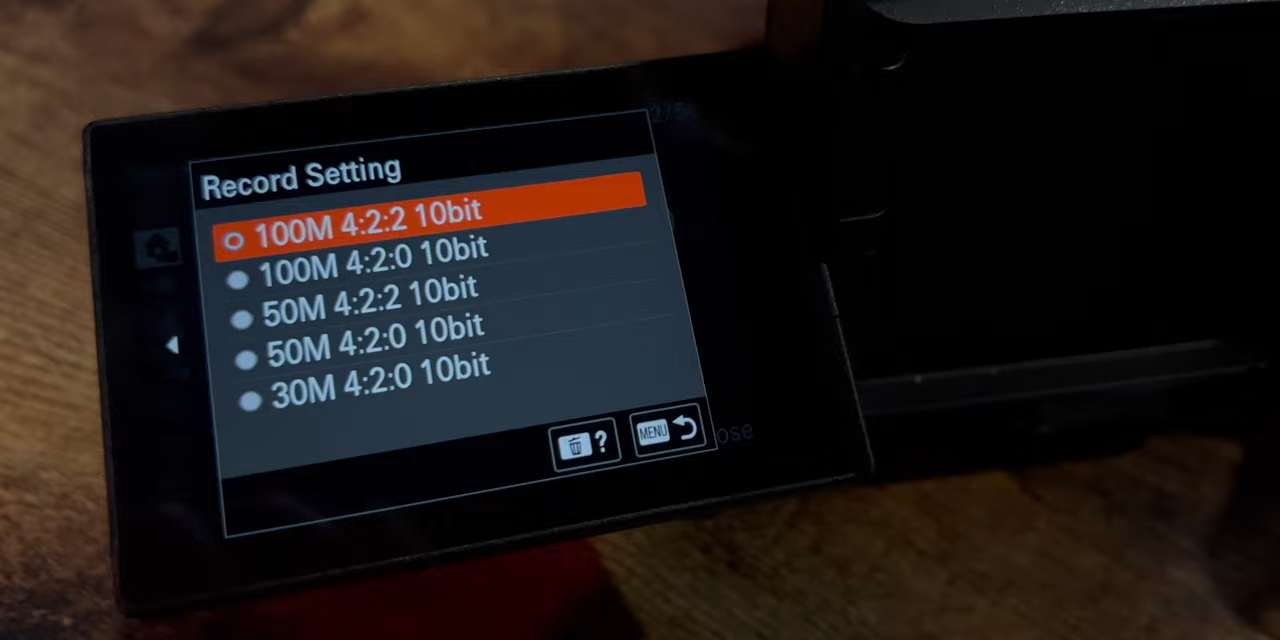 Record Setting
100M 4:2:2 10bit
100M 4:2:0 10bit
50M 4:2:2 10bit
50M 4:2:0 10bit
30M 4:2:0 10bit
?
MENU